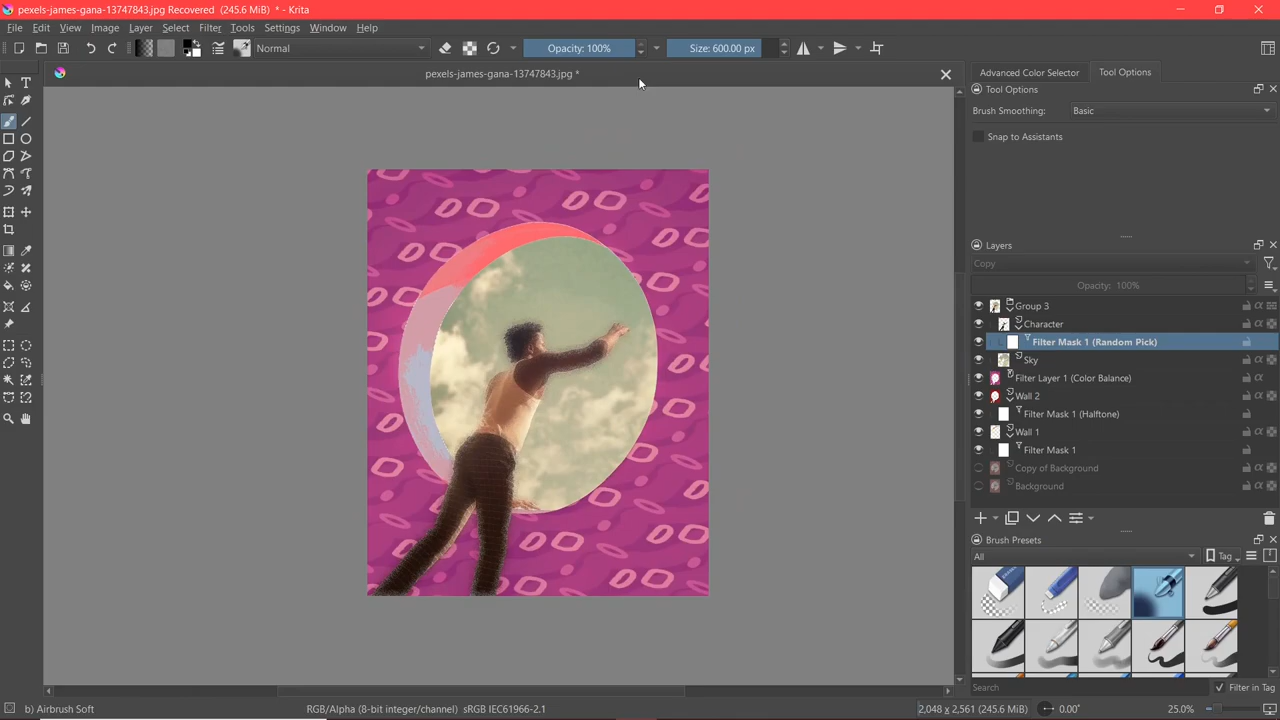 pexels-james-gana-13747843.jpg Recovered (245.6 MiB) * - Krita
File Edit View Image Layer Select Filter Tools Settings Window Help
Normal Opacity: 100% Size: 600.00 px
pexels-james-gana-13747843.jpg *
Advanced Color Selector Tool Options
Tool Options
Brush Smoothing: Basic
Snap to Assistants
Layers
Copy
Opacity: 100%
Group 3
Character
Filter Mask 1 (Random Pick)
Sky
Filter Layer 1 (Color Balance)
Wall 2
Filter Mask 1 (Halftone)
Wall 1
Filter Mask 1
Copy of Background
Background
Brush Presets
All Tag
Search Filter in Tag
b) Airbrush Soft RGB/Alpha (8-bit integer/channel) sRGB IEC61966-2.1 2,048 x 2,561 (245.6 MiB) 0.00° 25.0%